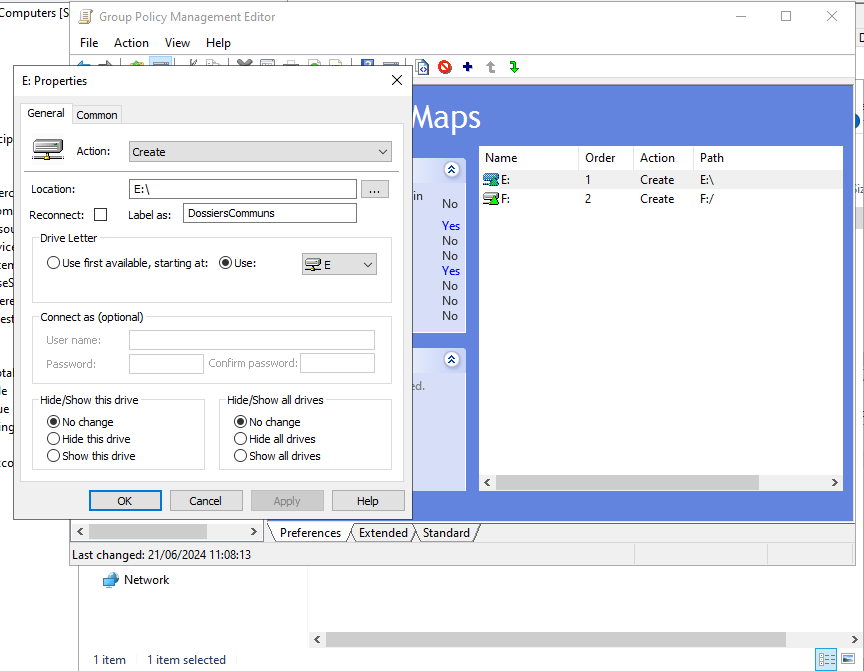 Computers [S
Group Policy Management Editor
File Action View Help
E: Properties
General Common
Action: Create
Location: E:\ ...
Reconnect: Label as: DossiersCommuns
Drive Letter
Use first available, starting at: Use: E
Connect as (optional)
User name:
Password: Confirm password:
Hide/Show this drive
No change
Hide this drive
Show this drive
Hide/Show all drives
No change
Hide all drives
Show all drives
OK Cancel Apply Help
Maps
in
No
Yes
No
No
Yes
No
No
No
ed.
Name Order Action Path
E: 1 Create E:\
F: 2 Create F:/
Preferences Extended Standard
Last changed: 21/06/2024 11:08:13
Network
1 item 1 item selected